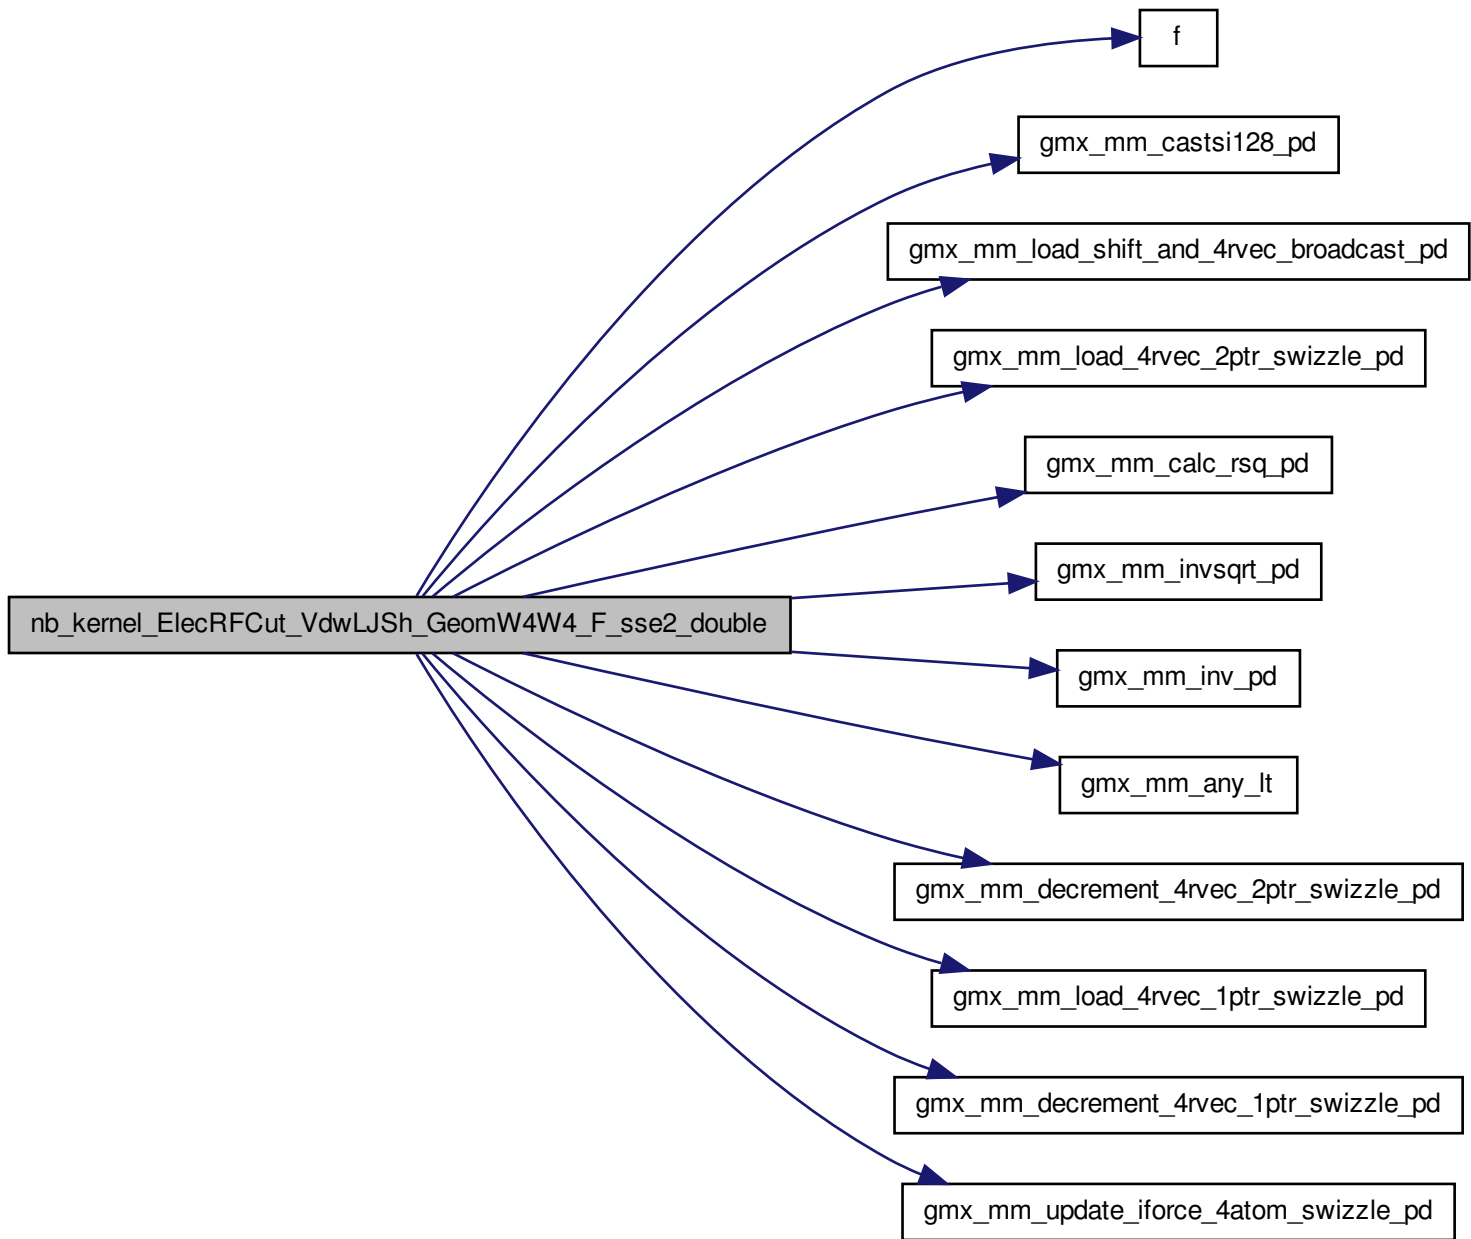 f
gmx_mm_castsi128_pd
gmx_mm_load_shift_and_4rvec_broadcast_pd
gmx_mm_load_4rvec_2ptr_swizzle_pd
gmx_mm_calc_rsq_pd
gmx_mm_invsqrt_pd
nb_kernel_ElecRFCut_VdwLJSh_GeomW4W4_F_sse2_double
gmx_mm_inv_pd
gmx_mm_any_lt
gmx_mm_decrement_4rvec_2ptr_swizzle_pd
gmx_mm_load_4rvec_1ptr_swizzle_pd
gmx_mm_decrement_4rvec_1ptr_swizzle_pd
gmx_mm_update_iforce_4atom_swizzle_pd